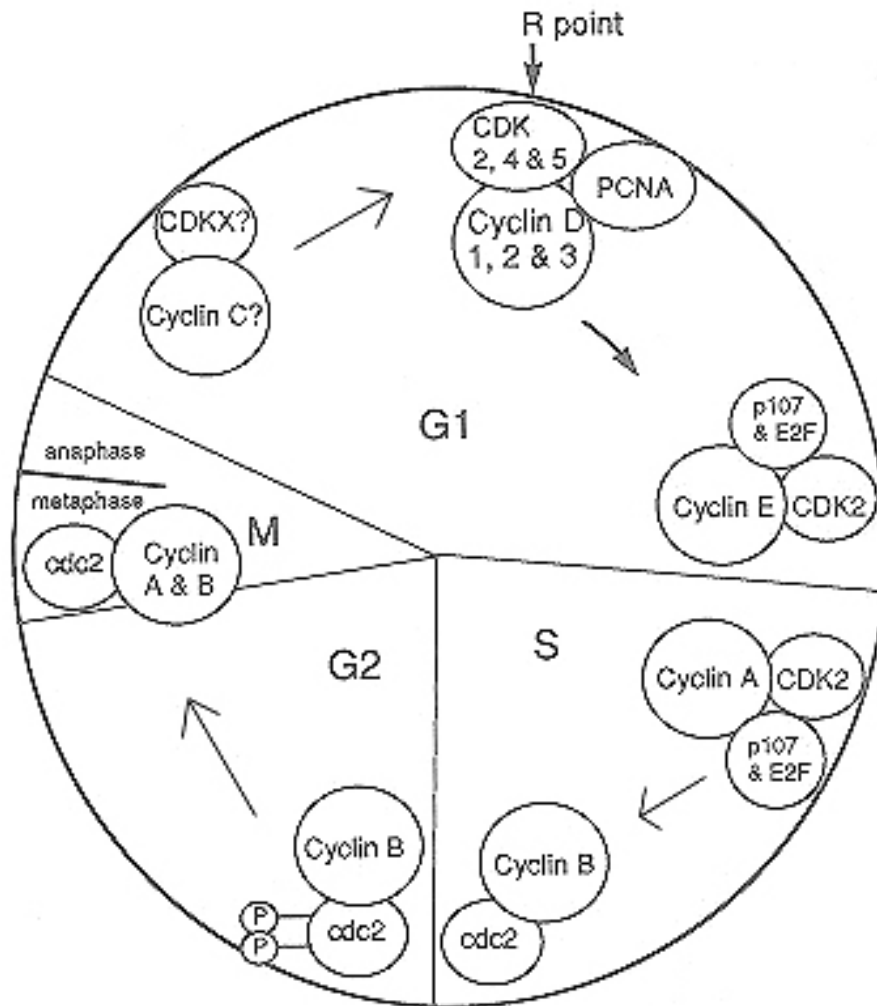 R point
CDK
2, 4 & 5
PCNA
Cyclin D
1, 2 & 3
CDKX?
Cyclin C?
G1
p107
& E2F
Cyclin E
CDK2
anaphase
metaphase
M
cdc2
Cyclin
A & B
G2
S
Cyclin A
CDK2
p107
& E2F
Cyclin B
cdc2
P
P
Cyclin B
cdc2